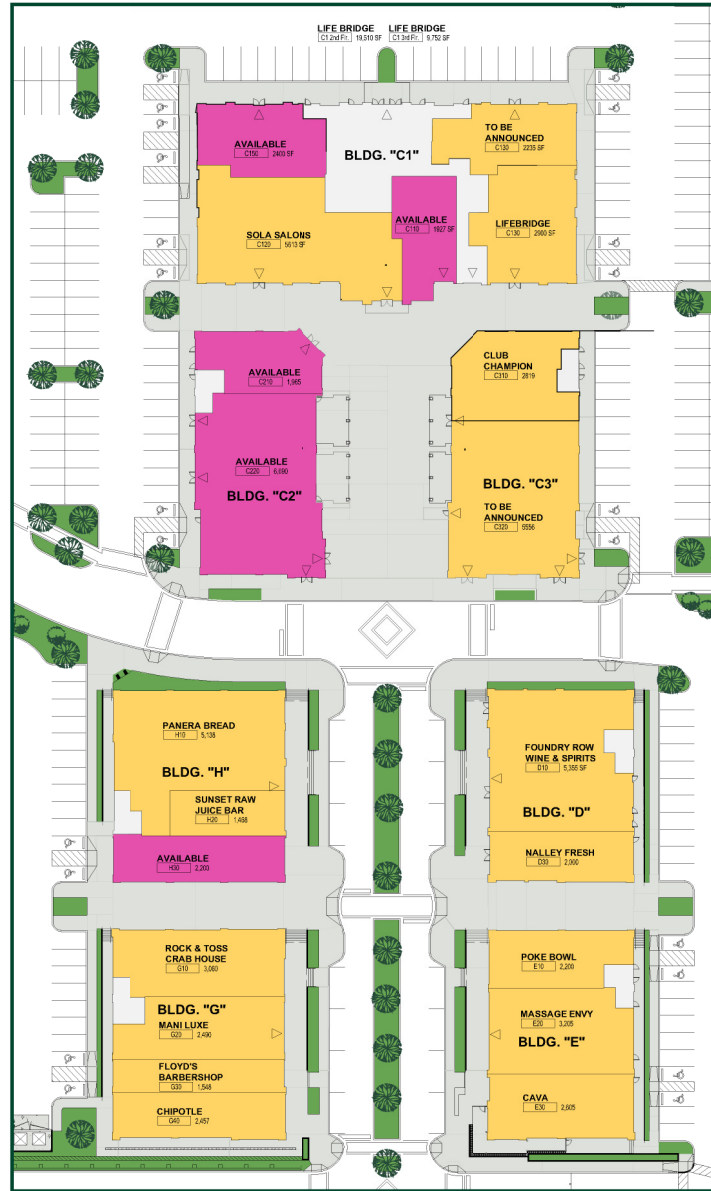 LIFE BRIDGE LIFE BRIDGE
C1 2nd Flr. 19,510 SF C1 3rd Flr. 9,752 SF
AVAILABLE
C150 2400 SF
BLDG. "C1"
TO BE
ANNOUNCED
C130 2235 SF
SOLA SALONS
C120 5613 SF
AVAILABLE
C110 1927 SF
LIFEBRIDGE
C130 2900 SF
AVAILABLE
C210 1,965
CLUB
CHAMPION
C310 2819
AVAILABLE
C220 6,690
BLDG. "C2"
BLDG. "C3"
TO BE
ANNOUNCED
C320 5556
PANERA BREAD
H10 5,138
BLDG. "H"
SUNSET RAW
JUICE BAR
H20 1,468
AVAILABLE
H30 2,200
FOUNDRY ROW
WINE & SPIRITS
D10 5,355 SF
BLDG. "D"
NALLEY FRESH
D30 2,900
ROCK & TOSS
CRAB HOUSE
G10 3,060
BLDG. "G"
MANI LUXE
G20 2,490
FLOYD'S
BARBERSHOP
G30 1,548
CHIPOTLE
G40 2,457
POKE BOWL
E10 2,200
MASSAGE ENVY
E20 3,205
BLDG. "E"
CAVA
E30 2,605